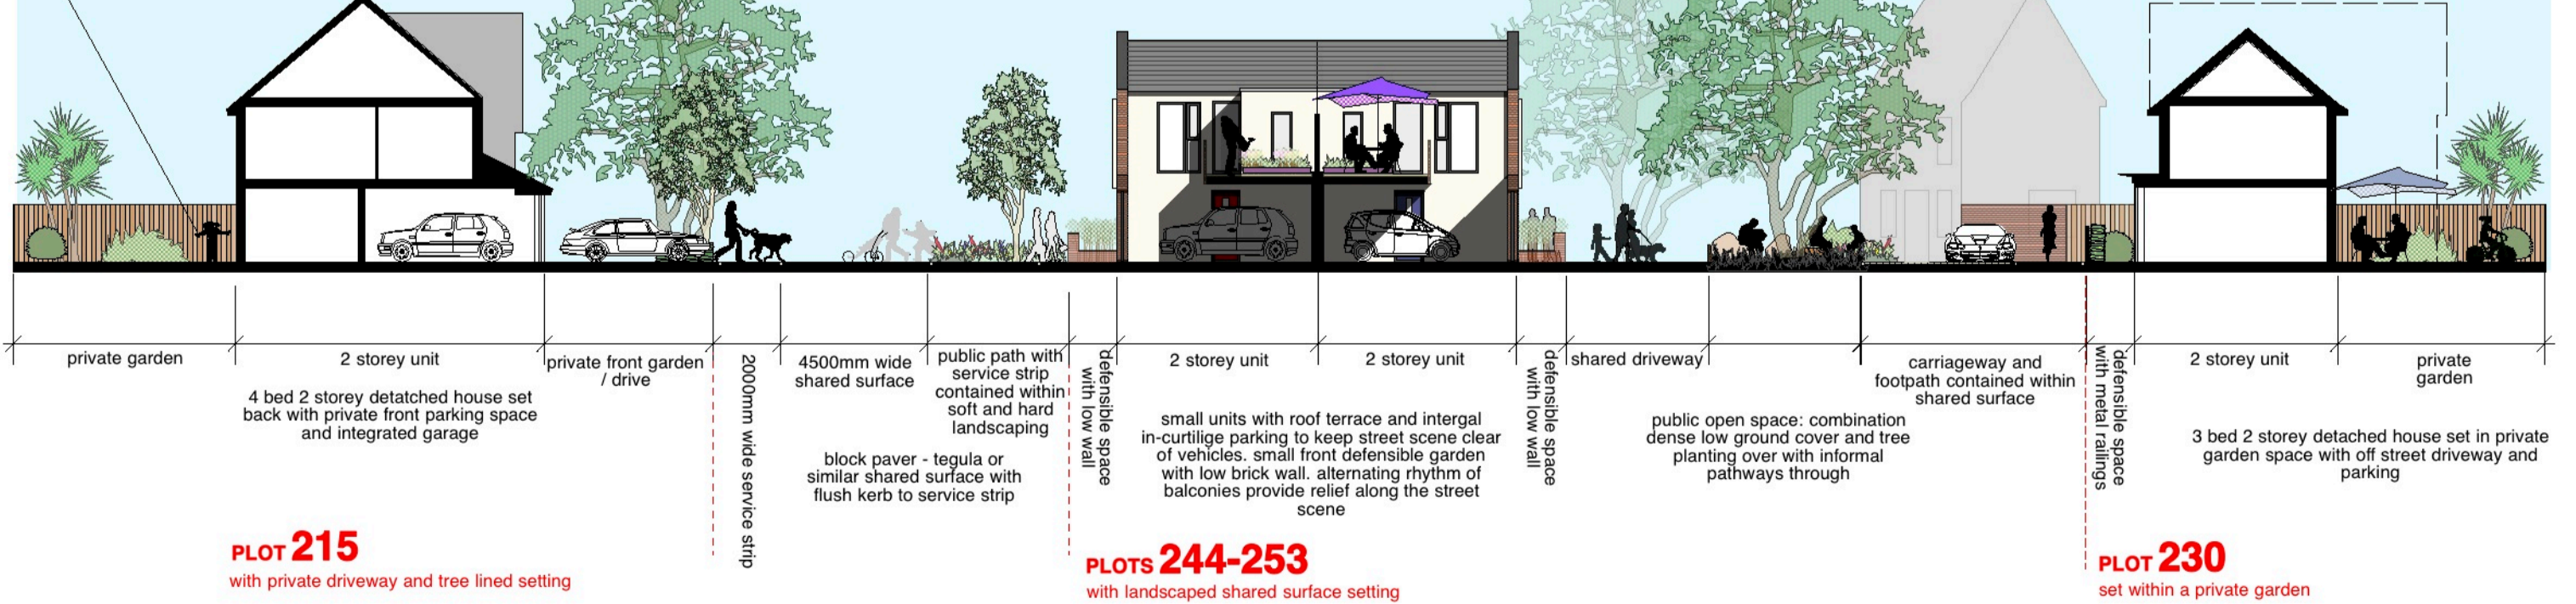 private garden
2 storey unit
4 bed 2 storey detatched house set
back with private front parking space
and integrated garage
private front garden
/ drive
2000mm wide service strip
4500mm wide
shared surface
block paver - tegula or
similar shared surface with
flush kerb to service strip
public path with
service strip
contained within
soft and hard
landscaping
defensible space
with low wall
2 storey unit
2 storey unit
small units with roof terrace and intergal
in-curtilige parking to keep street scene clear
of vehicles. small front defensible garden
with low brick wall. alternating rhythm of
balconies provide relief along the street
scene
defensible space
with low wall
shared driveway
public open space: combination
dense low ground cover and tree
planting over with informal
pathways through
carriageway and
footpath contained within
shared surface
defensible space
with metal railings
2 storey unit
private
garden
3 bed 2 storey detached house set in private
garden space with off street driveway and
parking
PLOT 215
with private driveway and tree lined setting
PLOTS 244-253
with landscaped shared surface setting
PLOT 230
set within a private garden